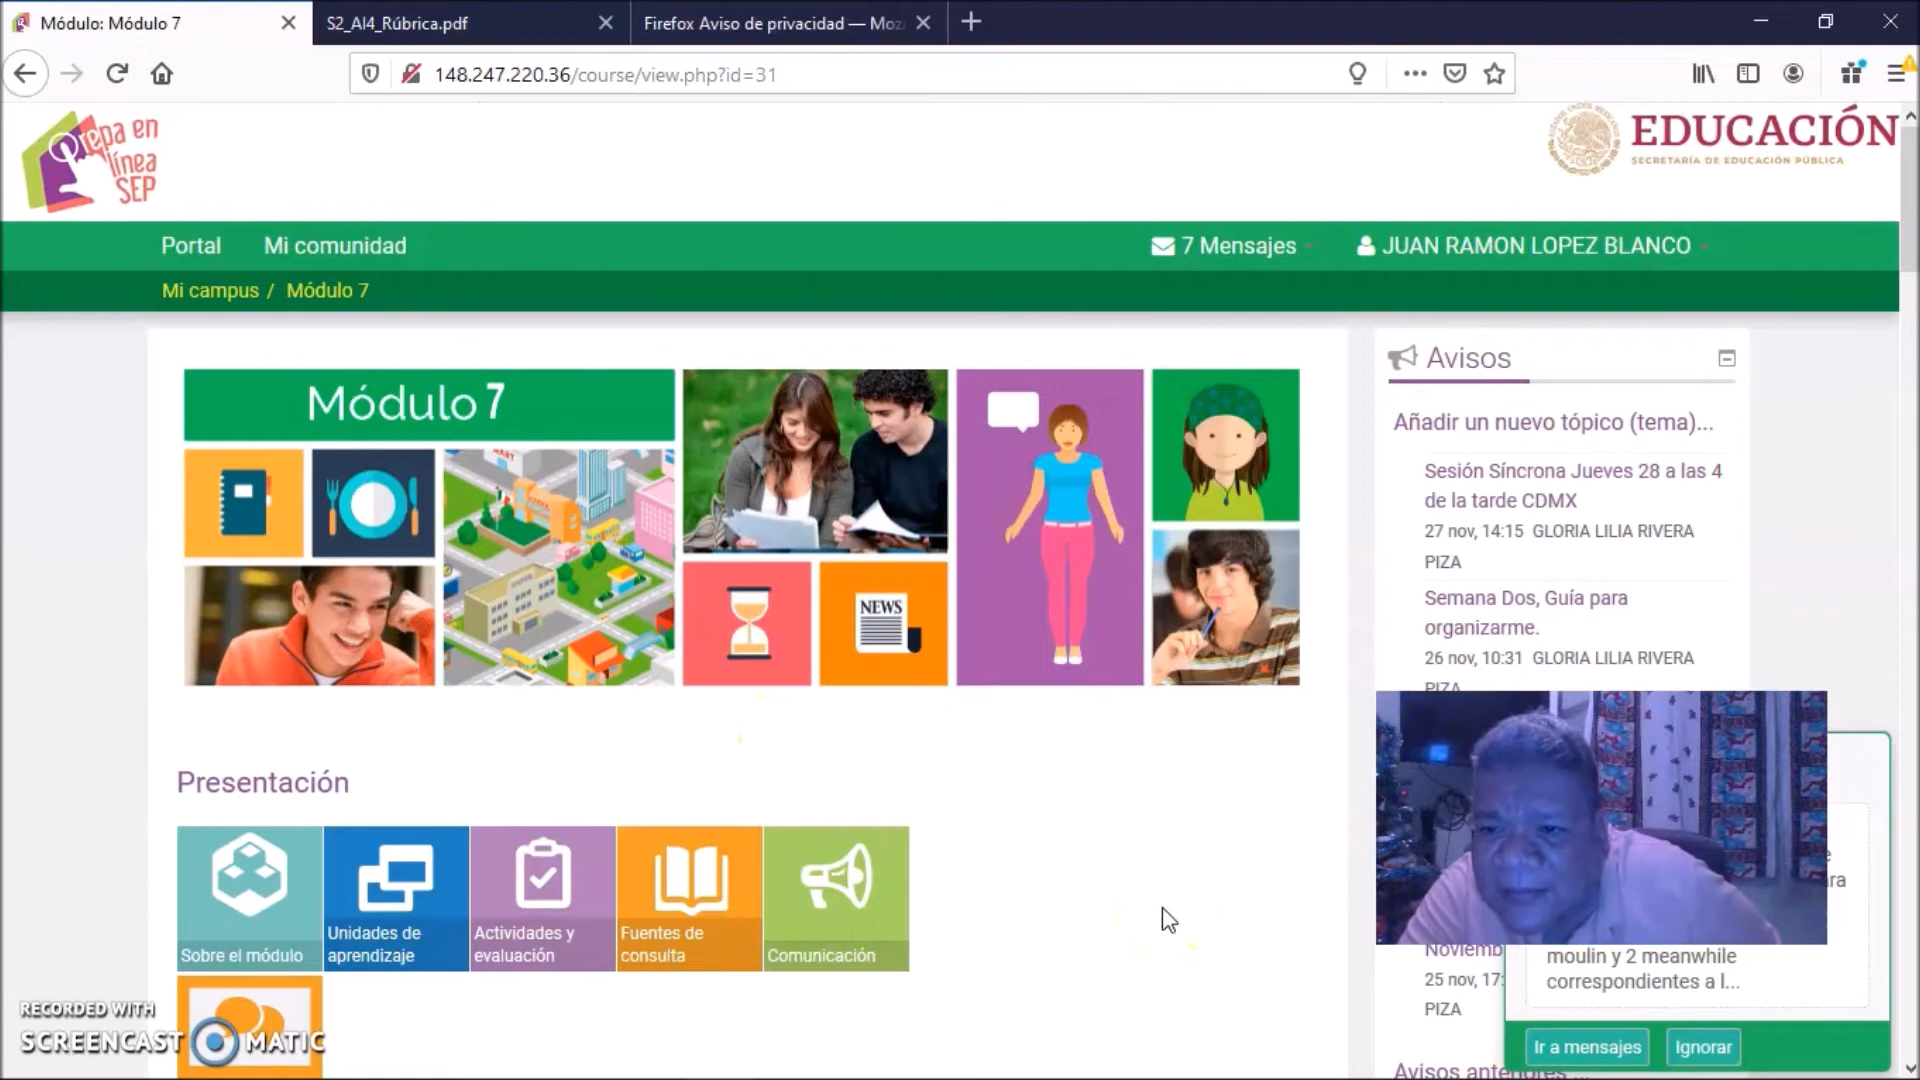 Módulo: Módulo 7
S2_AI4_Rúbrica.pdf
Firefox Aviso de privacidad — Moz
148.247.220.36/course/view.php?id=31
Prepa en
línea
SEP
EDUCACIÓN
SECRETARÍA DE EDUCACIÓN PÚBLICA
Portal
Mi comunidad
7 Mensajes
JUAN RAMON LOPEZ BLANCO
Mi campus / Módulo 7
Módulo 7
NEWS
Avisos
Añadir un nuevo tópico (tema)...
Sesión Síncrona Jueves 28 a las 4
de la tarde CDMX
27 nov, 14:15 GLORIA LILIA RIVERA
PIZA
Semana Dos, Guía para
organizarme.
26 nov, 10:31 GLORIA LILIA RIVERA
PIZA
Presentación
Sobre el módulo
Unidades de
aprendizaje
Actividades y
evaluación
Fuentes de
consulta
Comunicación
Noviemb
25 nov, 17:
PIZA
Avisos anteriores ...
moulin y 2 meanwhile
correspondientes a l...
Ir a mensajes
Ignorar
RECORDED WITH
SCREENCAST MATIC